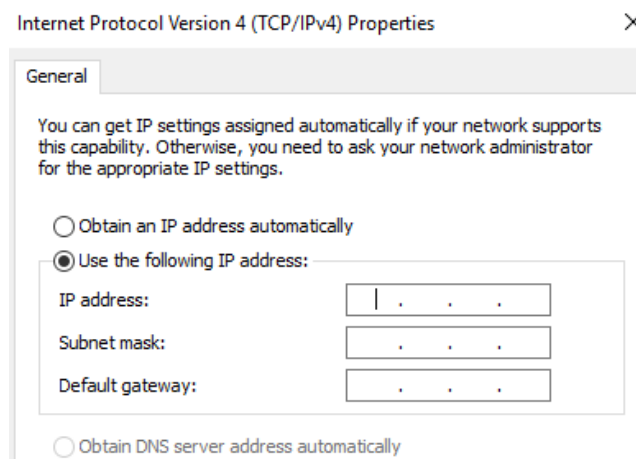 Internet Protocol Version 4 (TCP/IPv4) Properties
General
You can get IP settings assigned automatically if your network supports
this capability. Otherwise, you need to ask your network administrator
for the appropriate IP settings.
Obtain an IP address automatically
Use the following IP address:
IP address: . . .
Subnet mask: . . .
Default gateway: . . .
Obtain DNS server address automatically